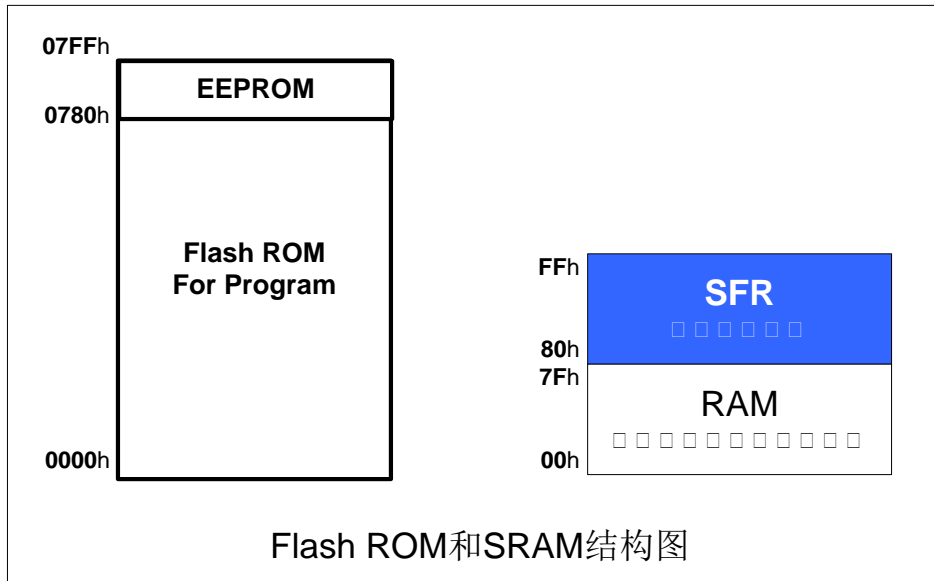 07FFh
EEPROM
0780h
Flash ROM
For Program
0000h
FFh
SFR
80h
7Fh
RAM
00h
Flash ROM和SRAM结构图